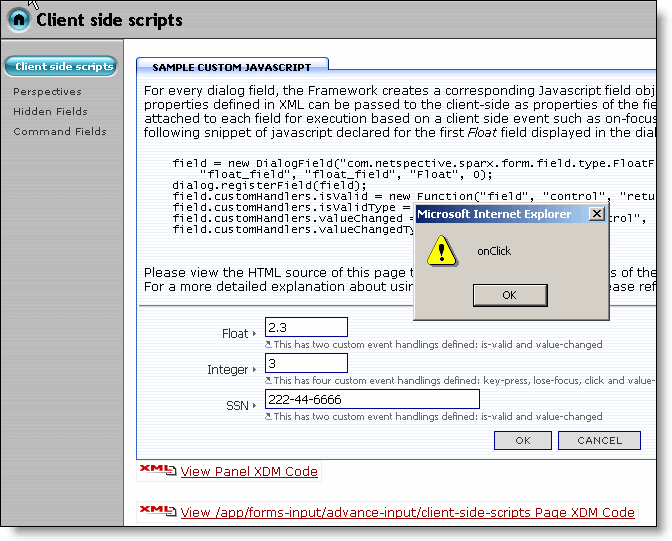 Client side scripts
Client side scripts
Perspectives
Hidden Fields
Command Fields
SAMPLE CUSTOM JAVASCRIPT
For every dialog field, the Framework creates a corresponding Javascript field obj
properties defined in XML can be passed to the client-side as properties of the fie
attached to each field for execution based on a client side event such as on-focus
following snippet of javascript declared for the first Float field displayed in the dial
field = new DialogField("com.netspective.sparx.form.field.type.FloatF
"float_field", "float_field", "Float", 0);
dialog.registerField(field);
field.customHandlers.isValid = new Function("field", "control", "retu
field.customHandlers.isValidType =
field.customHandlers.valueChanged = ntrol",
field.customHandlers.valueChangedTy
Microsoft Internet Explorer
onClick
OK
Please view the HTML source of this page t s of the
For a more detailed explanation about usin ease ref
Float
2.3
This has two custom event handlings defined: is-valid and value-changed
Integer
3
This has four custom event handlings defined: key-press, lose-focus, click and value-
SSN
222-44-6666
This has two custom event handlings defined: is-valid and value-changed
OK CANCEL
XML View Panel XDM Code
XML View /app/forms-input/advance-input/client-side-scripts Page XDM Code